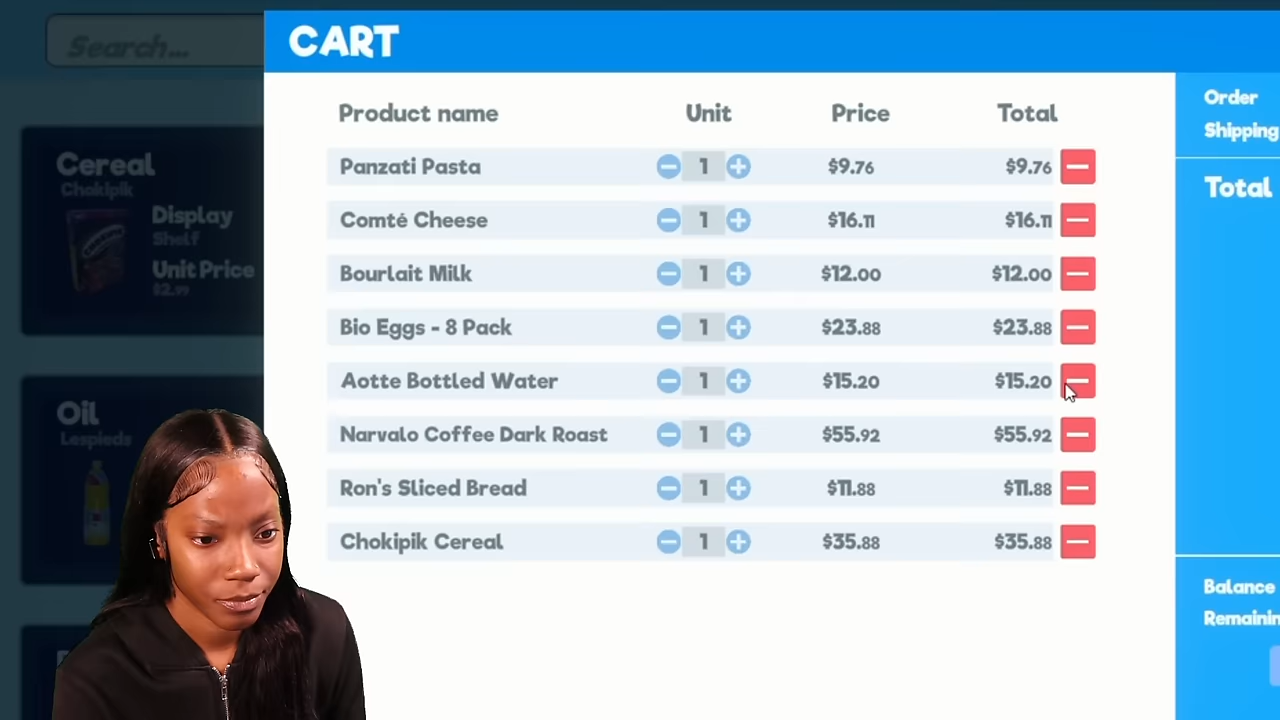 Search...
CART
Product name Unit Price Total
Panzati Pasta 1 $9.76 $9.76
Comté Cheese 1 $16.11 $16.11
Bourlait Milk 1 $12.00 $12.00
Bio Eggs - 8 Pack 1 $23.88 $23.88
Aotte Bottled Water 1 $15.20 $15.20
Narvalo Coffee Dark Roast 1 $55.92 $55.92
Ron's Sliced Bread 1 $11.88 $11.88
Chokipik Cereal 1 $35.88 $35.88
Order
Shipping
Total
Balance
Cereal
Chokipik
Display
Shelf
Unit Price
$2.99
Oil
Lespieds